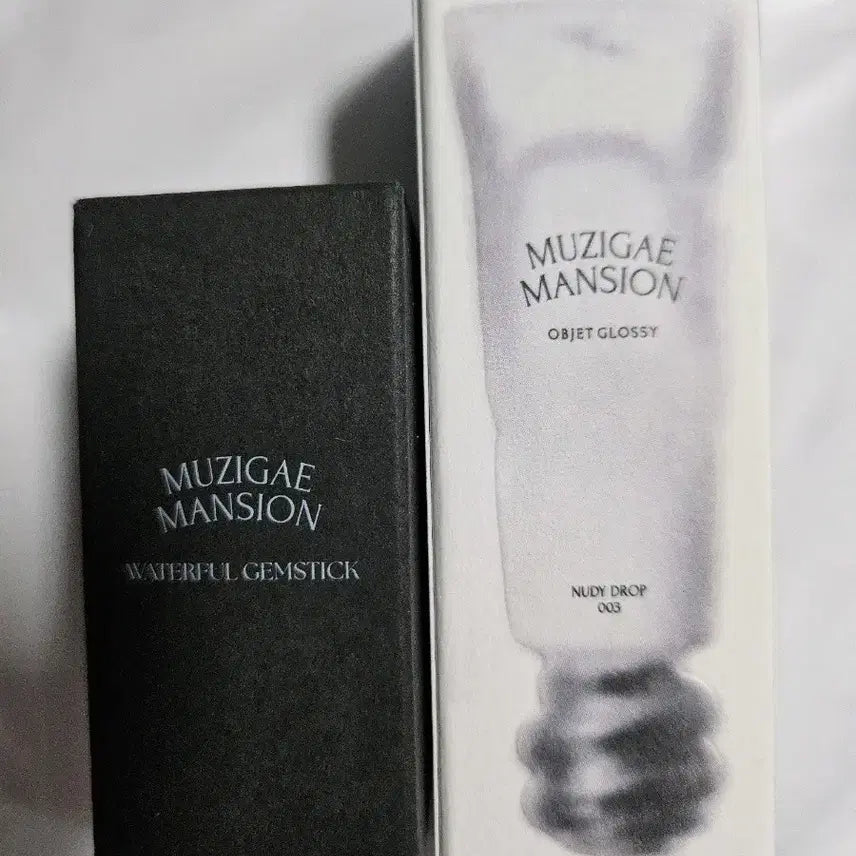 MUZIGAE
MANSION
WATERFUL GEMSTICK
MUZIGAE
MANSION
OBJET GLOSSY
NUDY DROP
003